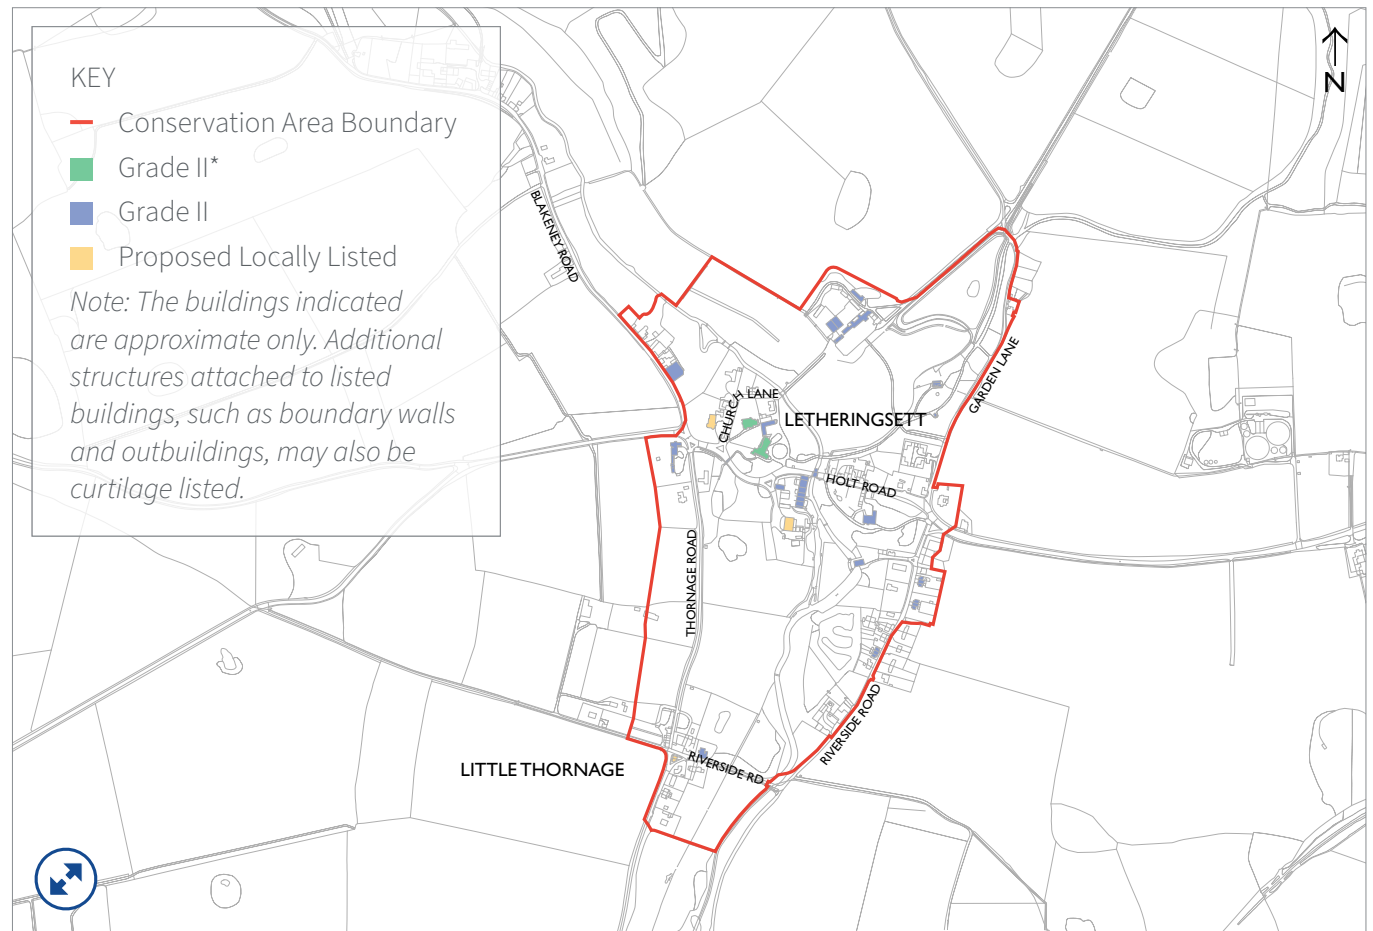 KEY
Conservation Area Boundary
Grade II*
Grade II
Proposed Locally Listed
Note: The buildings indicated
are approximate only. Additional
structures attached to listed
buildings, such as boundary walls
and outbuildings, may also be
curtilage listed.
N
BLAKENEY ROAD
GARDEN LANE
CHURCH LANE
LETHERINGSETT
HOLT ROAD
THORNAGE ROAD
RIVERSIDE ROAD
RIVERSIDE RD
LITTLE THORNAGE